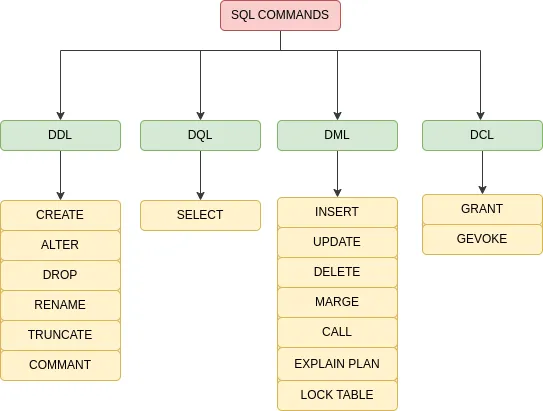 SQL COMMANDS
DDL
DQL
DML
DCL
CREATE
ALTER
DROP
RENAME
TRUNCATE
COMMANT
SELECT
INSERT
UPDATE
DELETE
MARGE
CALL
EXPLAIN PLAN
LOCK TABLE
GRANT
GEVOKE